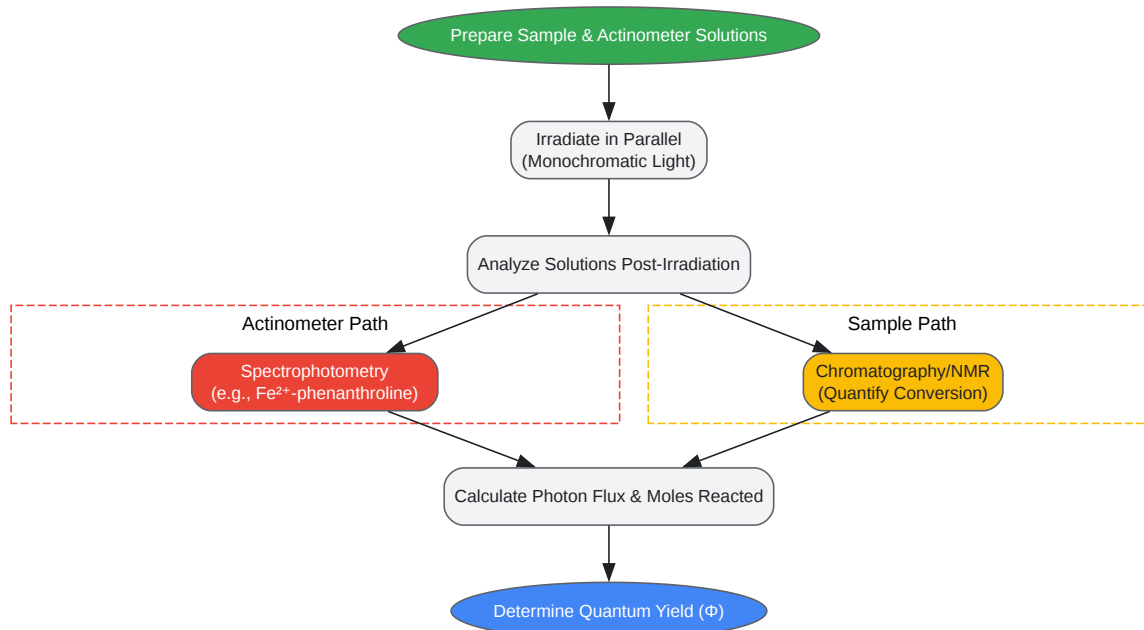 Prepare Sample & Actinometer Solutions
Irradiate in Parallel
(Monochromatic Light)
Analyze Solutions Post-Irradiation
Actinometer Path
Sample Path
Spectrophotometry
(e.g., Fe²⁺-phenanthroline)
Chromatography/NMR
(Quantify Conversion)
Calculate Photon Flux & Moles Reacted
Determine Quantum Yield (Φ)